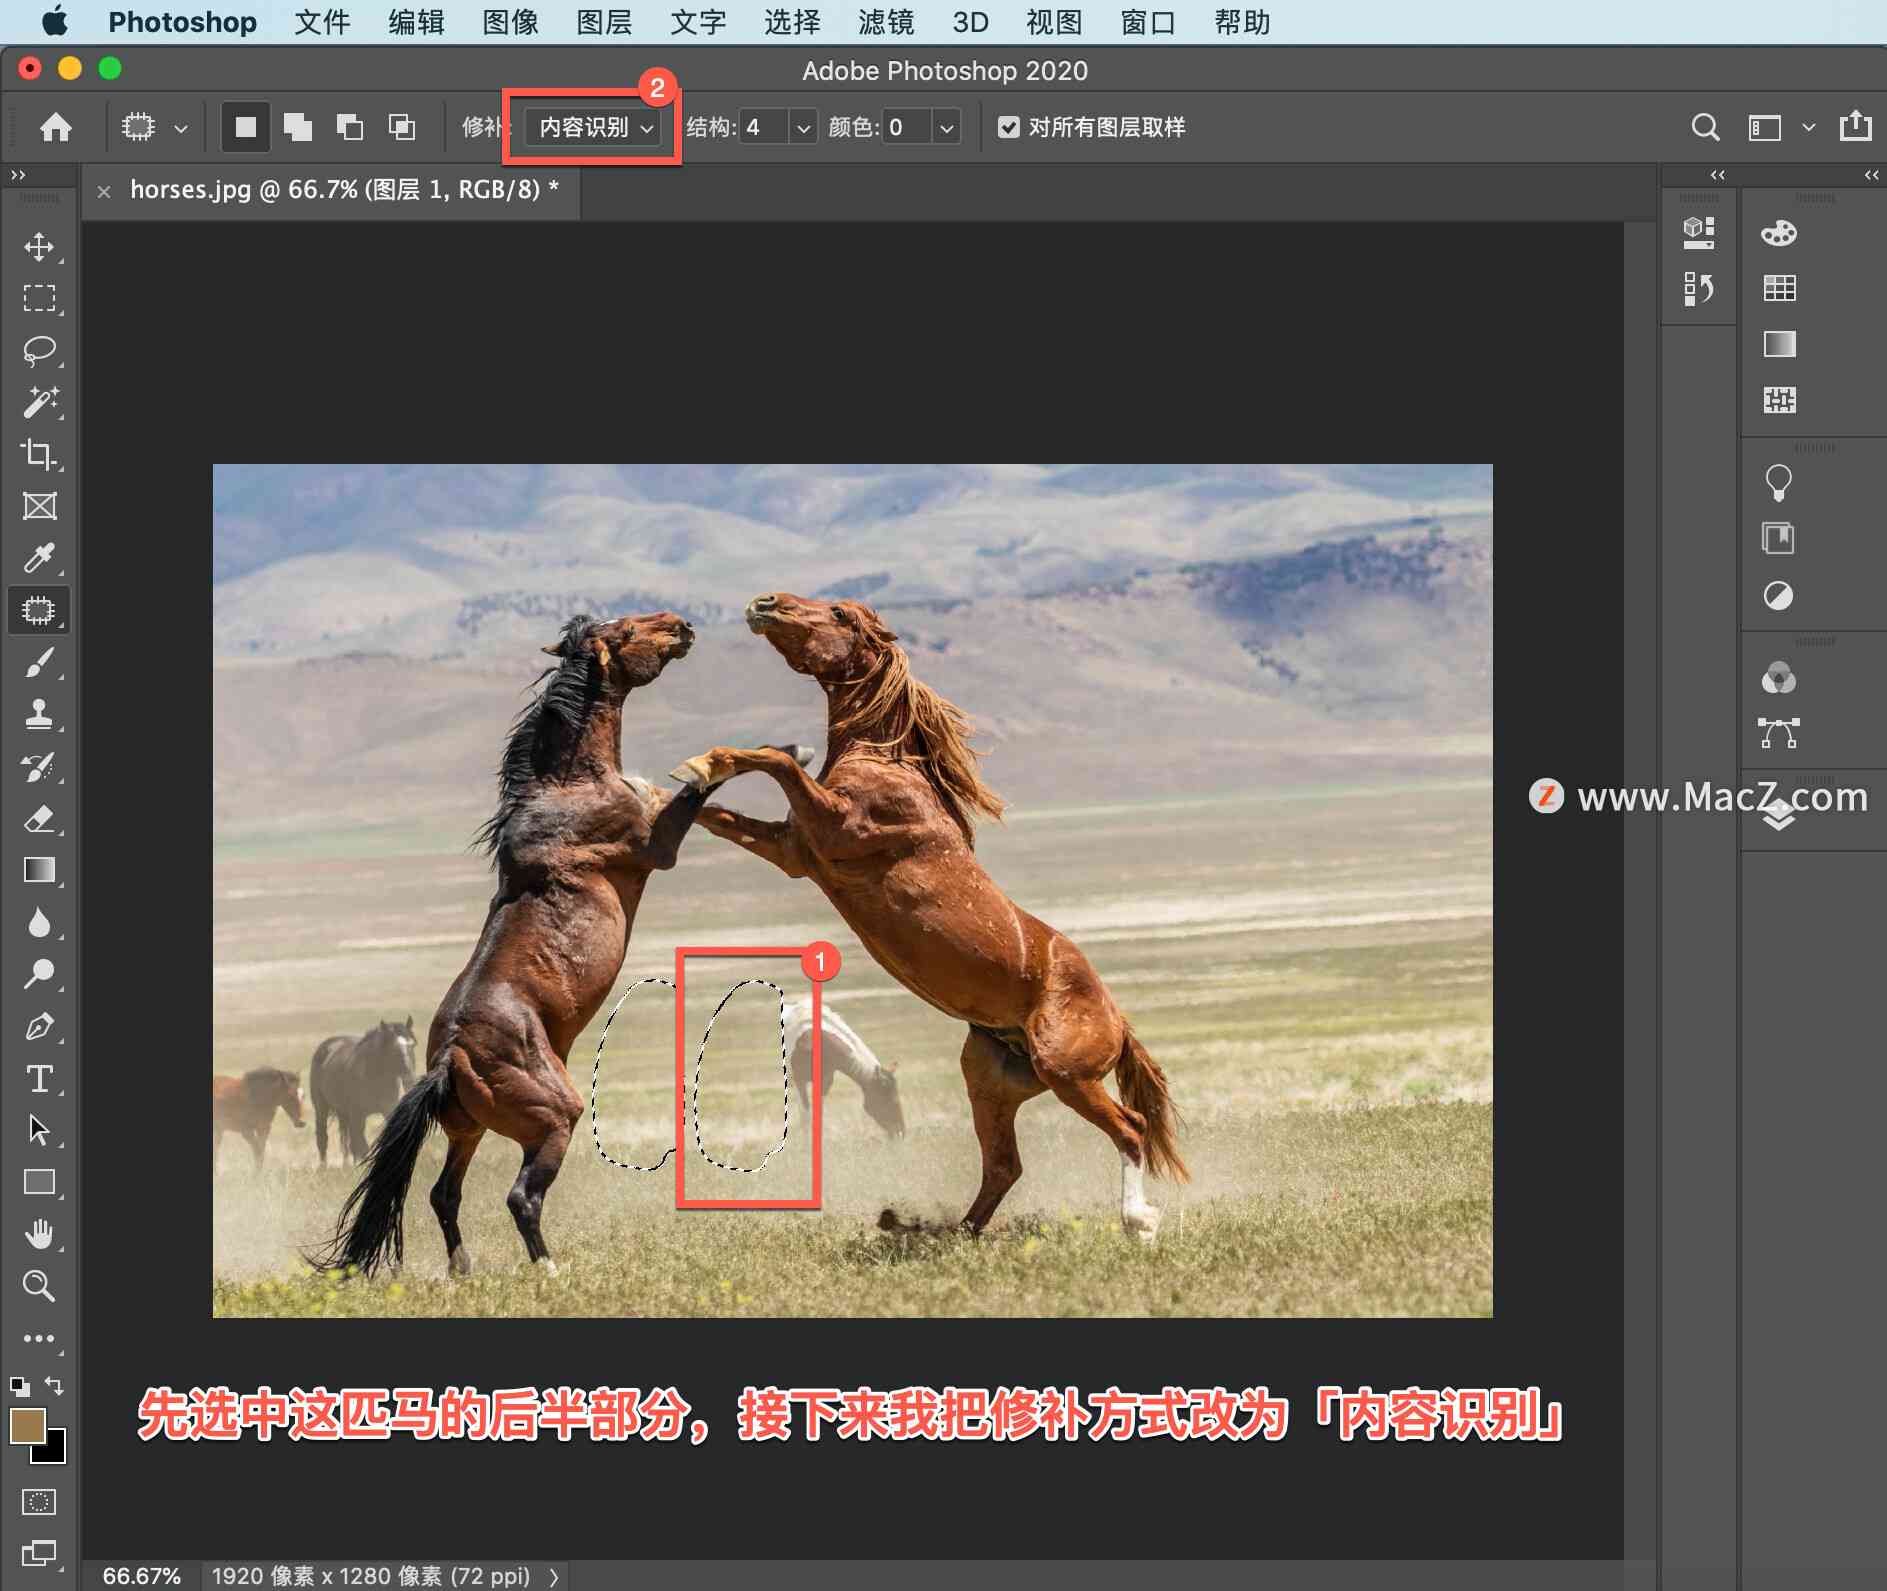 Photoshop 文件 编辑 图像 图层 文字 选择 滤镜 3D 视图 窗口 帮助
Adobe Photoshop 2020
2
修补: 内容识别 结构: 4 颜色: 0 对所有图层取样
horses.jpg @ 66.7% (图层 1, RGB/8) *
Z www.MacZ.com
1
先选中这匹马的后半部分，接下来我把修补方式改为「内容识别」
66.67% 1920 像素 x 1280 像素 (72 ppi)